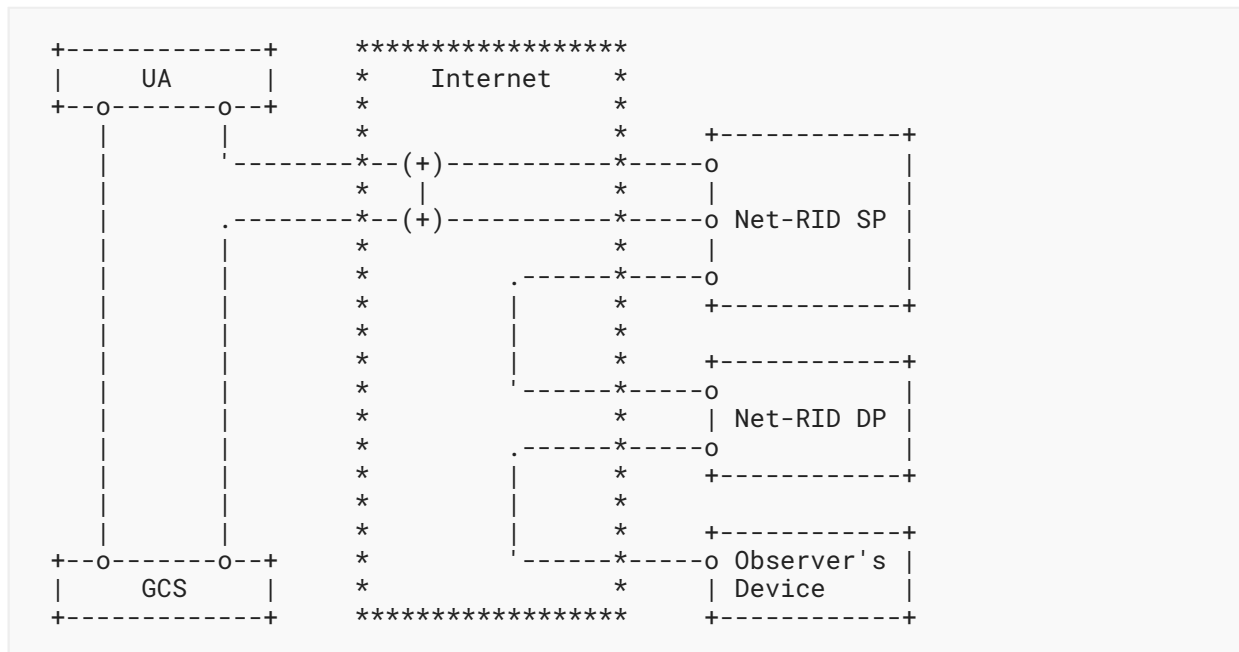 UA
Internet
Net-RID SP
Net-RID DP
Observer's
GCS
Device